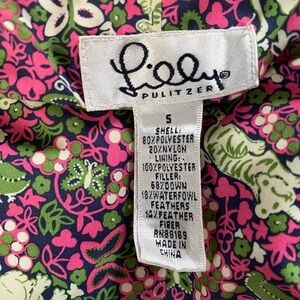 Lilly
PULITZER
S
SHELL:
80%POLYESTER
20%NYLON
LINING:
100%POLYESTER
FILLER:
68%DOWN
18%WATERFOWL
FEATHERS
14%FEATHER
FIBER
RN88189
MADE IN
CHINA